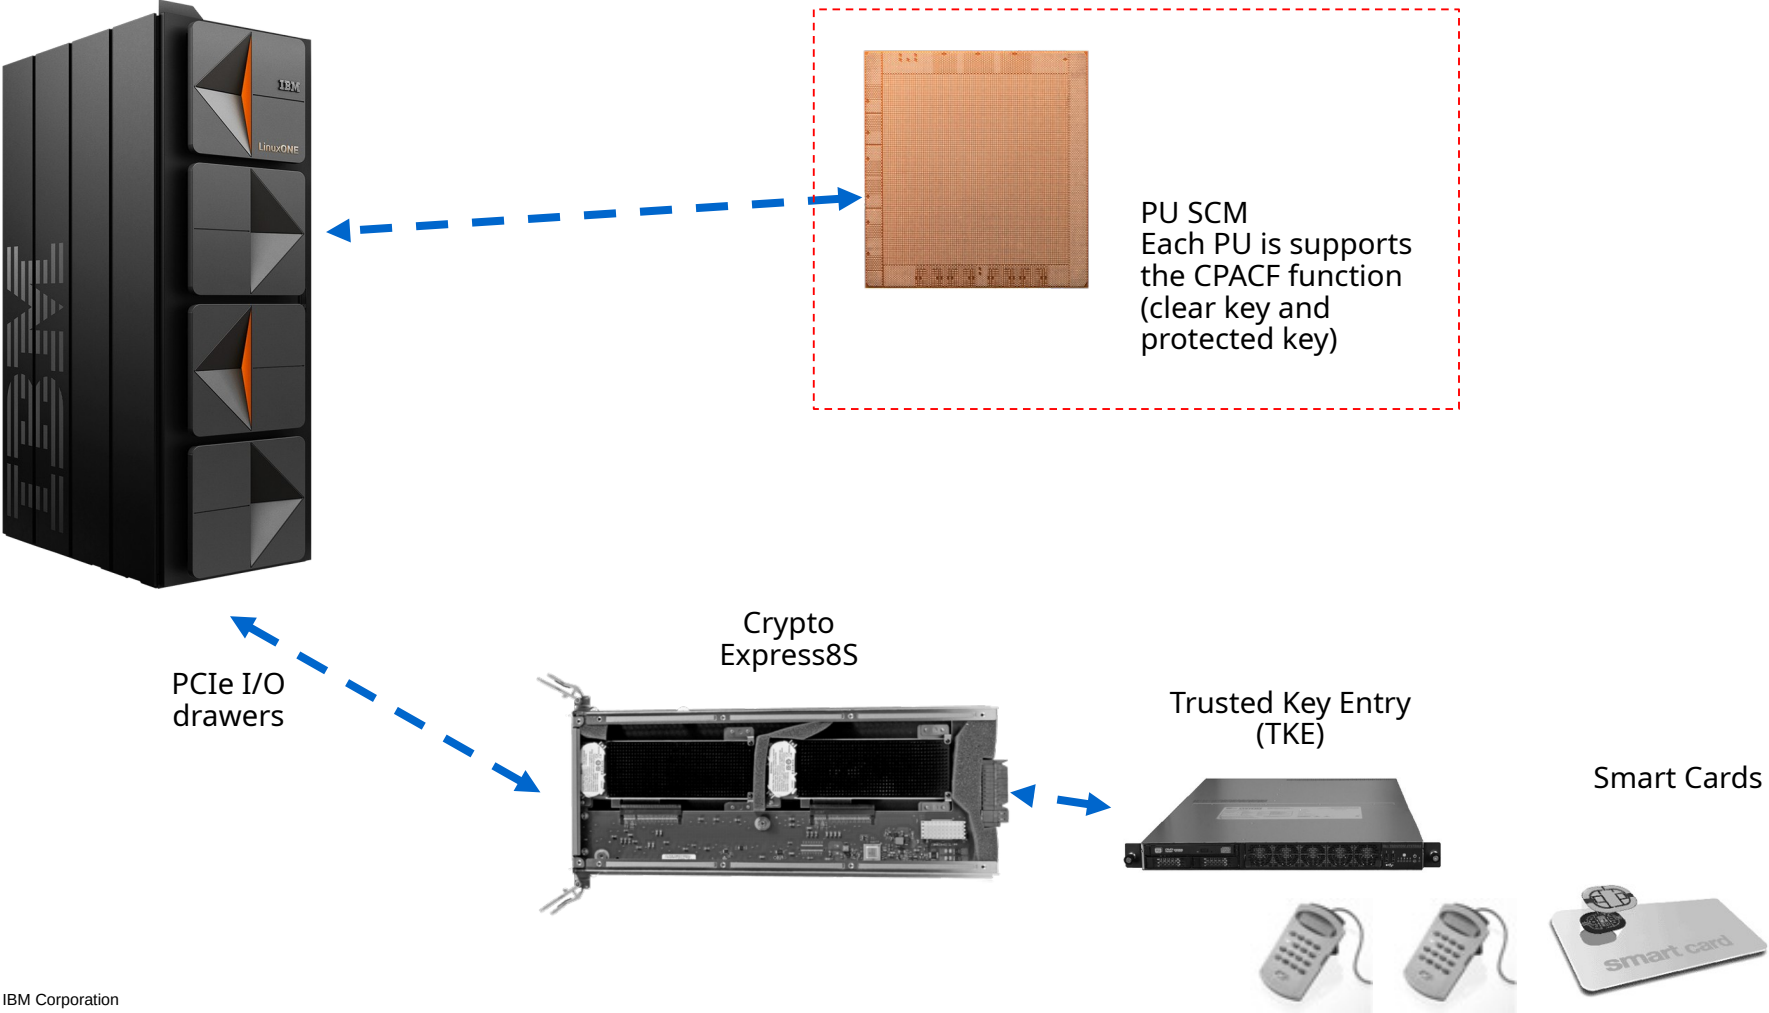 IBM
LinuxONE
IBM
PU SCM
Each PU is supports
the CPACF function
(clear key and
protected key)
Crypto
Express8S
PCIe I/O
drawers
Trusted Key Entry
(TKE)
Smart Cards
smart card
IBM Corporation